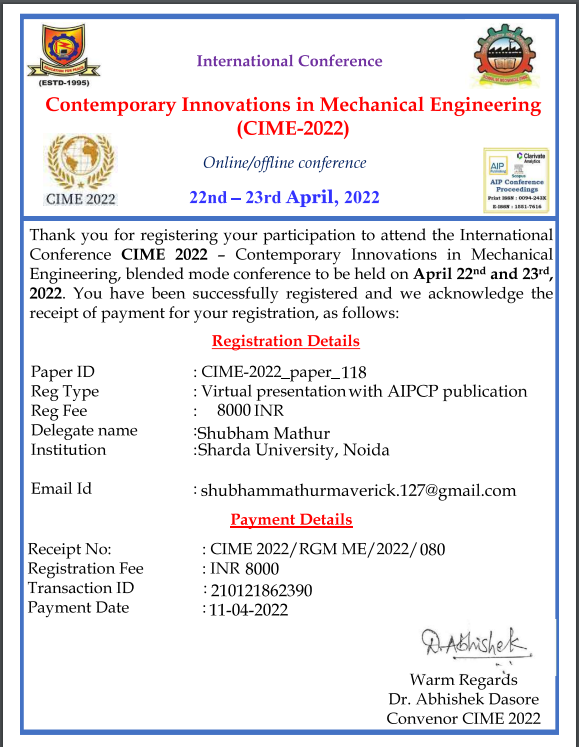 International Conference
(ESTD-1995)
Contemporary Innovations in Mechanical Engineering
(CIME-2022)
Online/offline conference
CIME 2022
22nd – 23rd April, 2022
AIP
Clarivate
Analytics
Scopus
AIP Conference
Proceedings
Print ISSN : 0094-243X
E-ISSN : 1551-7616
Thank you for registering your participation to attend the International
Conference CIME 2022 – Contemporary Innovations in Mechanical
Engineering, blended mode conference to be held on April 22nd and 23rd,
2022. You have been successfully registered and we acknowledge the
receipt of payment for your registration, as follows:
Registration Details
Paper ID : CIME-2022_paper_118
Reg Type : Virtual presentation with AIPCP publication
Reg Fee : 8000 INR
Delegate name :Shubham Mathur
Institution :Sharda University, Noida
Email Id : shubhammathurmaverick.127@gmail.com
Payment Details
Receipt No: : CIME 2022/RGM ME/2022/080
Registration Fee : INR 8000
Transaction ID : 210121862390
Payment Date : 11-04-2022
D. Abhishek
Warm Regards
Dr. Abhishek Dasore
Convenor CIME 2022